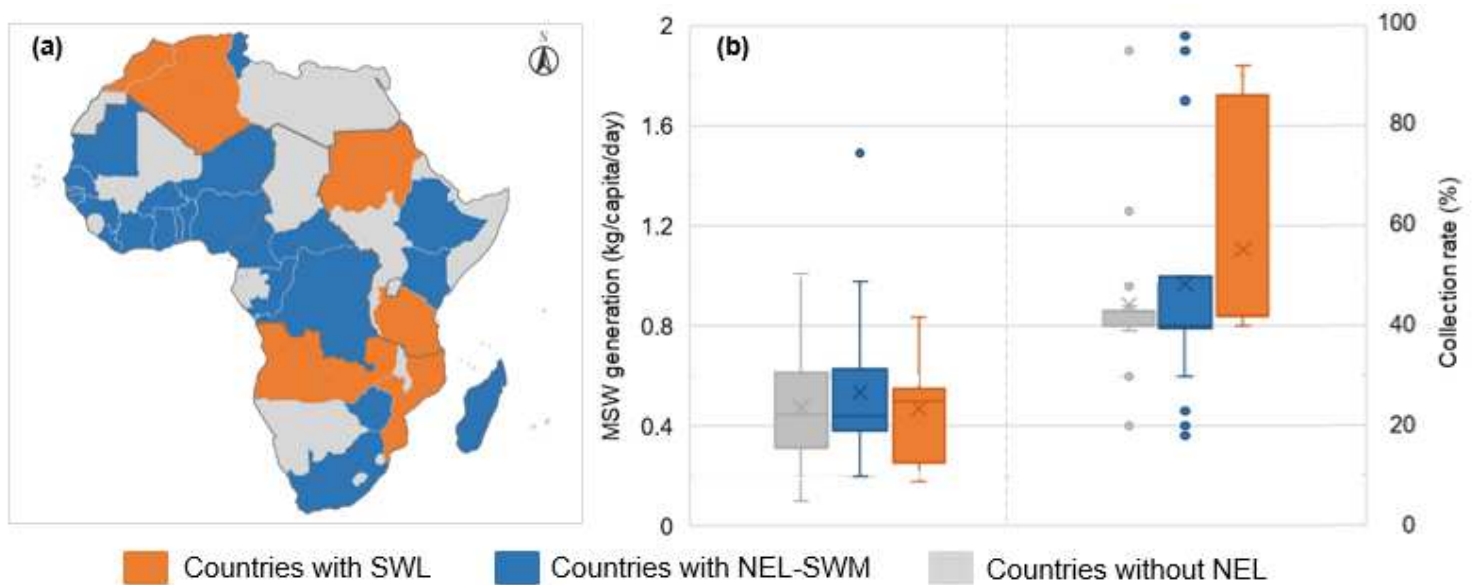 (a)
N
(b)
MSW generation (kg/capita/day)
2
1.6
1.2
0.8
0.4
0
100
80
60
40
20
0
Collection rate (%)
Countries with SWL
Countries with NEL-SWM
Countries without NEL